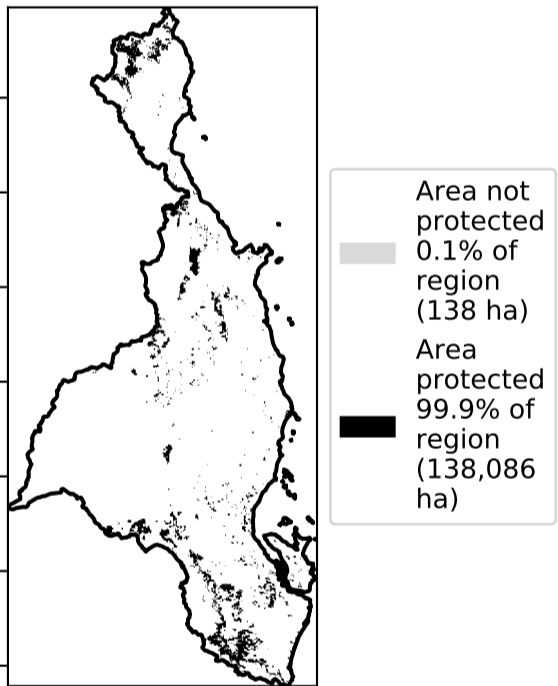 Area not
protected
0.1% of
region
(138 ha)
Area
protected
99.9% of
region
(138,086
ha)